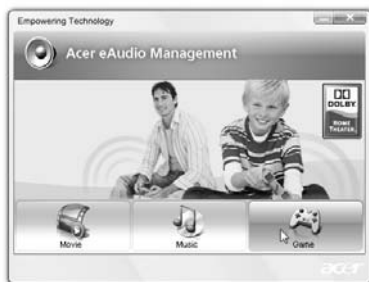 Empowering Technology
Acer eAudio Management
DOLBY
HOME
THEATER
Movie
Music
Game
acer